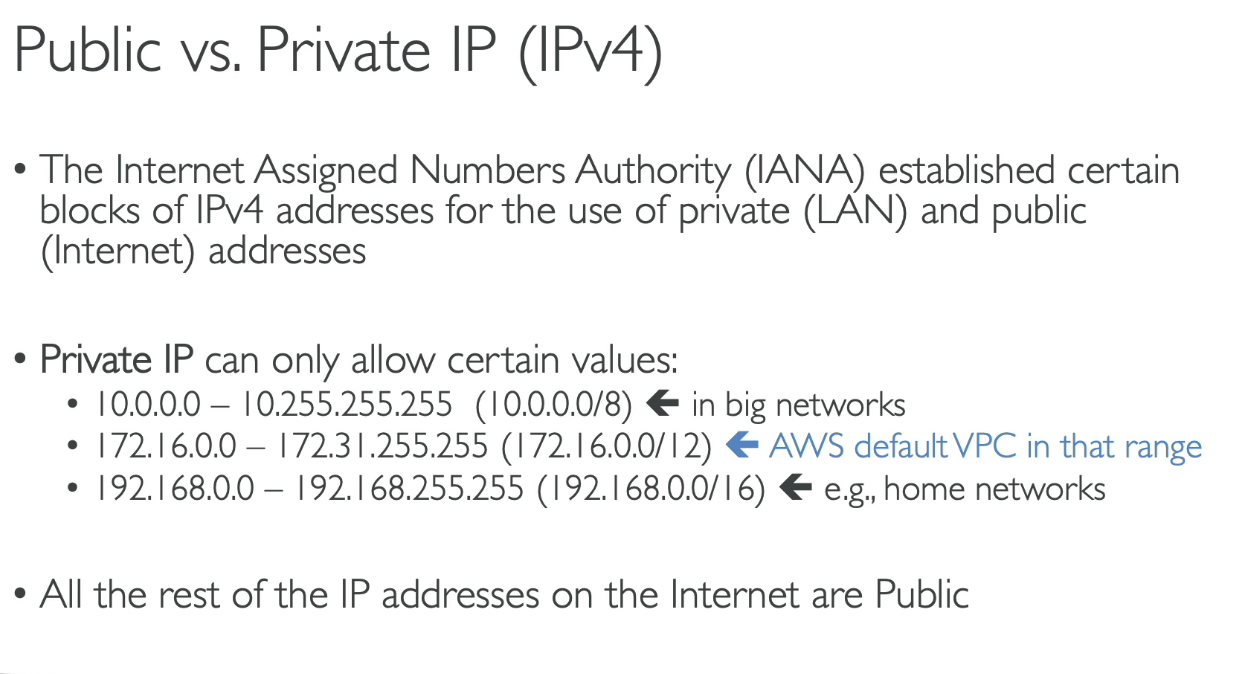 Public vs. Private IP (IPv4)
• The Internet Assigned Numbers Authority (IANA) established certain
blocks of IPv4 addresses for the use of private (LAN) and public
(Internet) addresses
• Private IP can only allow certain values:
• 10.0.0.0 – 10.255.255.255 (10.0.0.0/8) 🡸 in big networks
• 172.16.0.0 – 172.31.255.255 (172.16.0.0/12) 🡸 AWS default VPC in that range
• 192.168.0.0 – 192.168.255.255 (192.168.0.0/16) 🡸 e.g., home networks
• All the rest of the IP addresses on the Internet are Public